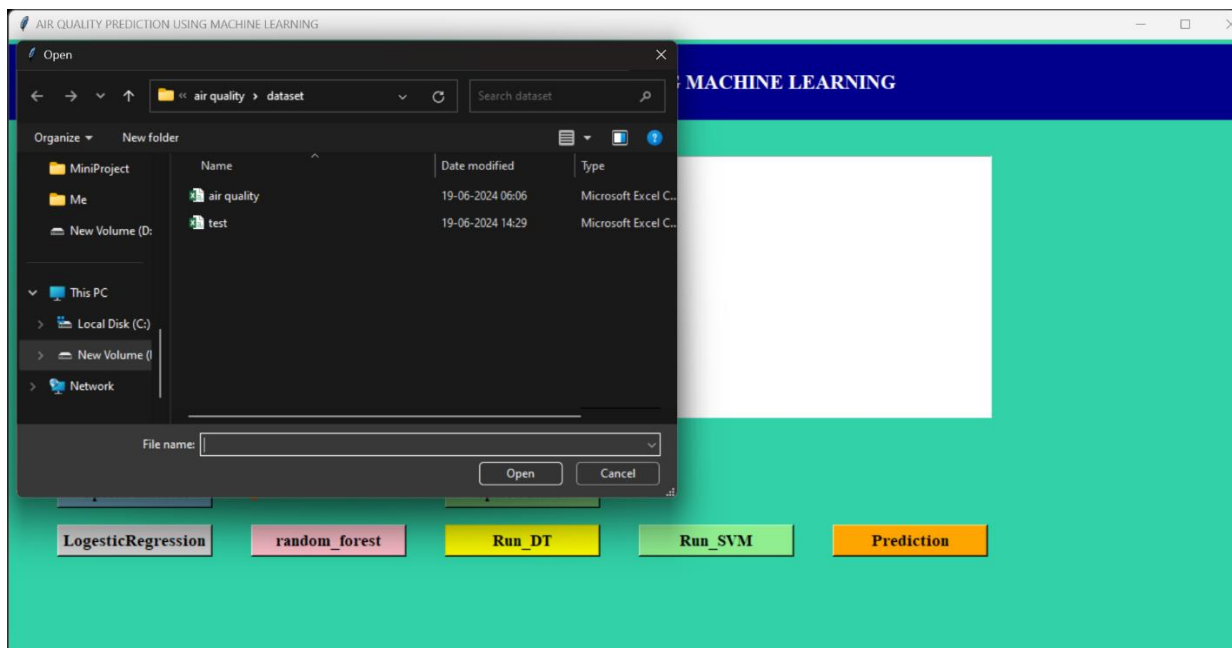 AIR QUALITY PREDICTION USING MACHINE LEARNING
Open
MACHINE LEARNING
« air quality > dataset
Search dataset
Organize
New folder
MiniProject
Me
New Volume (D:
This PC
Local Disk (C:)
New Volume (
Network
Name
Date modified
Type
air quality
19-06-2024 06:06
Microsoft Excel C...
test
19-06-2024 14:29
Microsoft Excel C...
File name:
Open
Cancel
LogesticRegression
random_forest
Run_DT
Run_SVM
Prediction